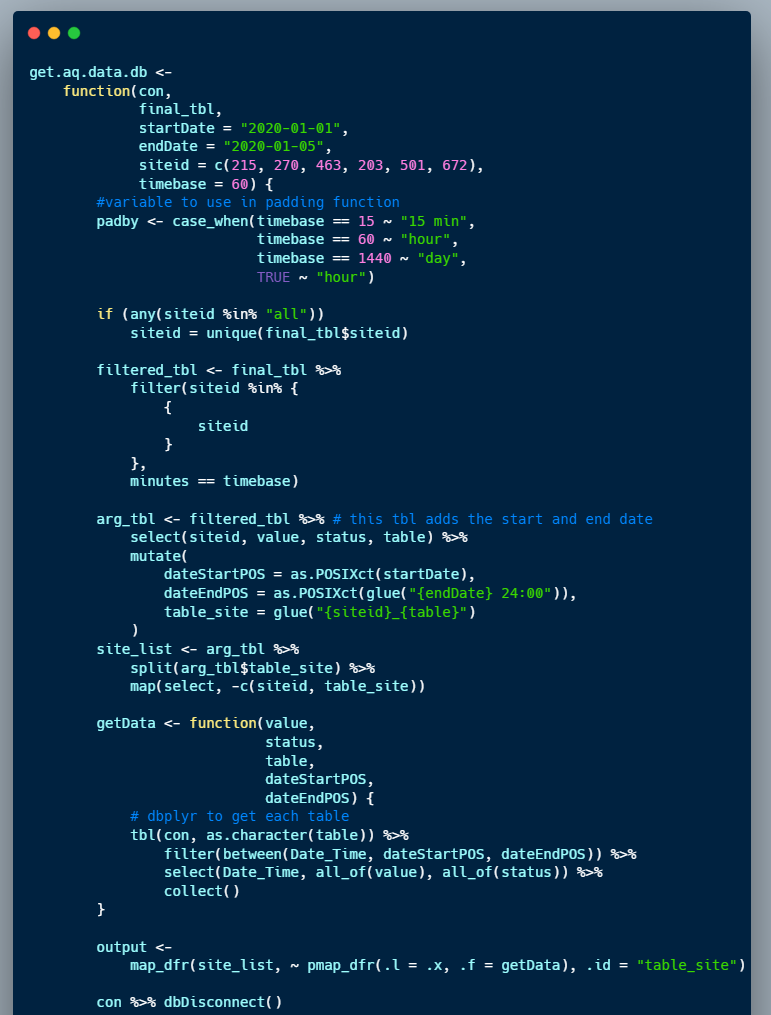 get.aq.data.db <-
    function(con,
             final_tbl,
             startDate = "2020-01-01",
             endDate = "2020-01-05",
             siteid = c(215, 270, 463, 203, 501, 672),
             timebase = 60) {
        #variable to use in padding function
        padby <- case_when(timebase == 15 ~ "15 min",
                           timebase == 60 ~ "hour",
                           timebase == 1440 ~ "day",
                           TRUE ~ "hour")
        if (any(siteid %in% "all"))
            siteid = unique(final_tbl$siteid)
        filtered_tbl <- final_tbl %>%
            filter(siteid %in% {
                {
                    siteid
                }
            },
            minutes == timebase)
        arg_tbl <- filtered_tbl %>% # this tbl adds the start and end date
            select(siteid, value, status, table) %>%
            mutate(
                dateStartPOS = as.POSIXct(startDate),
                dateEndPOS = as.POSIXct(glue("{endDate} 24:00")),
                table_site = glue("{siteid}_{table}")
            )
        site_list <- arg_tbl %>%
            split(arg_tbl$table_site) %>%
            map(select, -c(siteid, table_site))
        getData <- function(value,
                            status,
                            table,
                            dateStartPOS,
                            dateEndPOS) {
            # dbplyr to get each table
            tbl(con, as.character(table)) %>%
                filter(between(Date_Time, dateStartPOS, dateEndPOS)) %>%
                select(Date_Time, all_of(value), all_of(status)) %>%
                collect()
        }
        output <-
            map_dfr(site_list, ~ pmap_dfr(.l = .x, .f = getData), .id = "table_site")
        con %>% dbDisconnect()